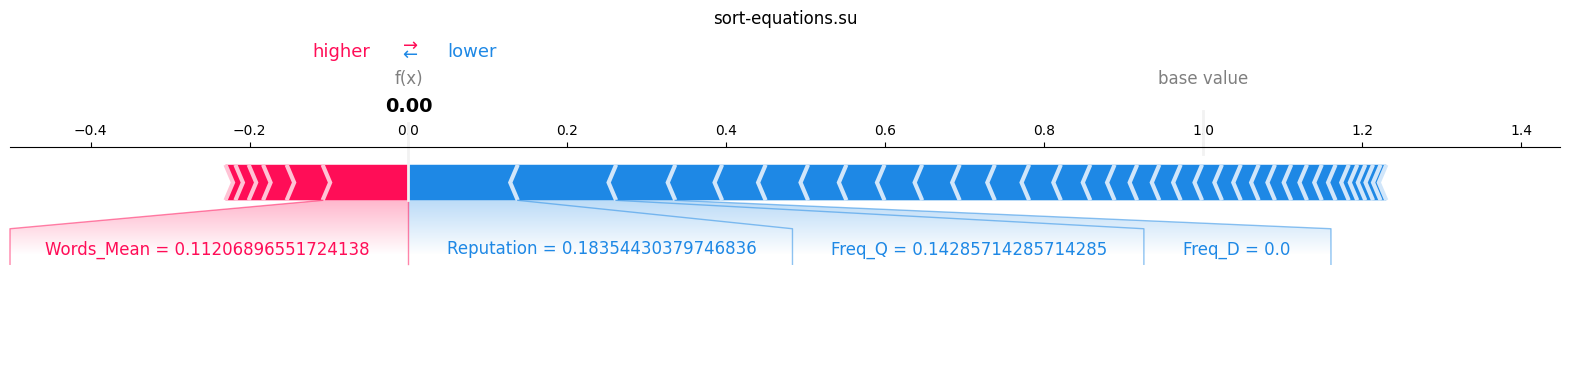 sort-equations.su
higher ⇄ lower
f(x) base value
0.00
−0.4 −0.2 0.0 0.2 0.4 0.6 0.8 1.0 1.2 1.4
Words_Mean = 0.11206896551724138 Reputation = 0.18354430379746836 Freq_Q = 0.14285714285714285 Freq_D = 0.0